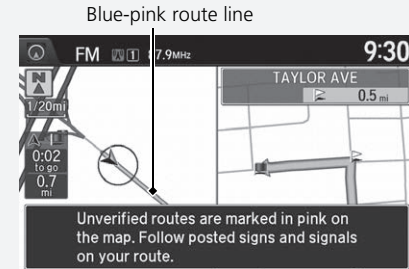 Blue-pink route line
FM 1 87.9MHz 9:30
N
TAYLOR AVE
1/20mi
0.5 mi
0:02
to go
0.7
mi
Unverified routes are marked in pink on
the map. Follow posted signs and signals
on your route.